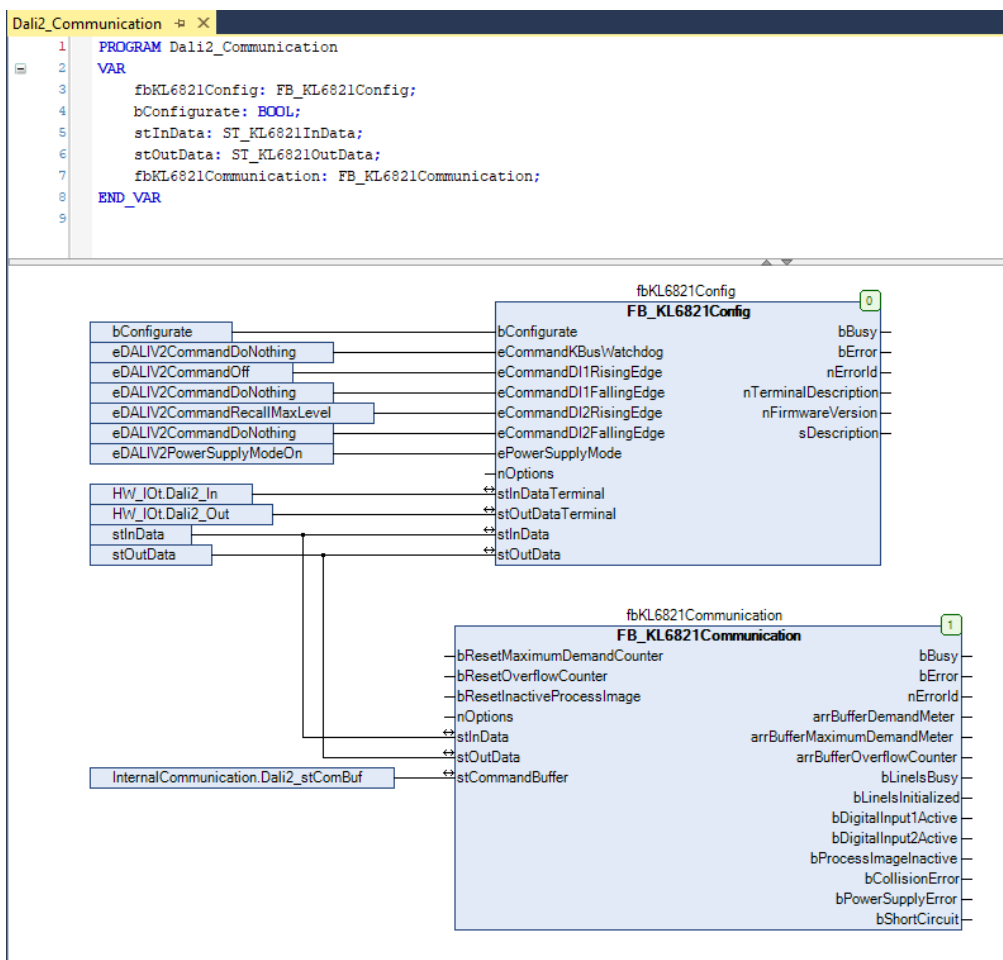 Dali2_Communication
1 PROGRAM Dali2_Communication
2 VAR
3 fbKL6821Config: FB_KL6821Config;
4 bConfigurate: BOOL;
5 stInData: ST_KL6821InData;
6 stOutData: ST_KL6821OutData;
7 fbKL6821Communication: FB_KL6821Communication;
8 END_VAR
9
fbKL6821Config
FB_KL6821Config 0
bConfigurate bConfigurate bBusy
eDALIV2CommandDoNothing eCommandKBusWatchdog bError
eDALIV2CommandOff eCommandDI1RisingEdge nErrorId
eDALIV2CommandDoNothing eCommandDI1FallingEdge nTerminalDescription
eDALIV2CommandRecallMaxLevel eCommandDI2RisingEdge nFirmwareVersion
eDALIV2CommandDoNothing eCommandDI2FallingEdge sDescription
eDALIV2PowerSupplyModeOn ePowerSupplyMode
nOptions
HW_IOt.Dali2_In stInDataTerminal
HW_IOt.Dali2_Out stOutDataTerminal
stInData stInData
stOutData stOutData
fbKL6821Communication
FB_KL6821Communication 1
bResetMaximumDemandCounter bBusy
bResetOverflowCounter bError
bResetInactiveProcessImage nErrorId
nOptions arrBufferDemandMeter
stInData arrBufferMaximumDemandMeter
stOutData arrBufferOverflowCounter
InternalCommunication.Dali2_stComBuf stCommandBuffer bLineIsBusy
bLineIsInitialized
bDigitalInput1Active
bDigitalInput2Active
bProcessImageInactive
bCollisionError
bPowerSupplyError
bShortCircuit